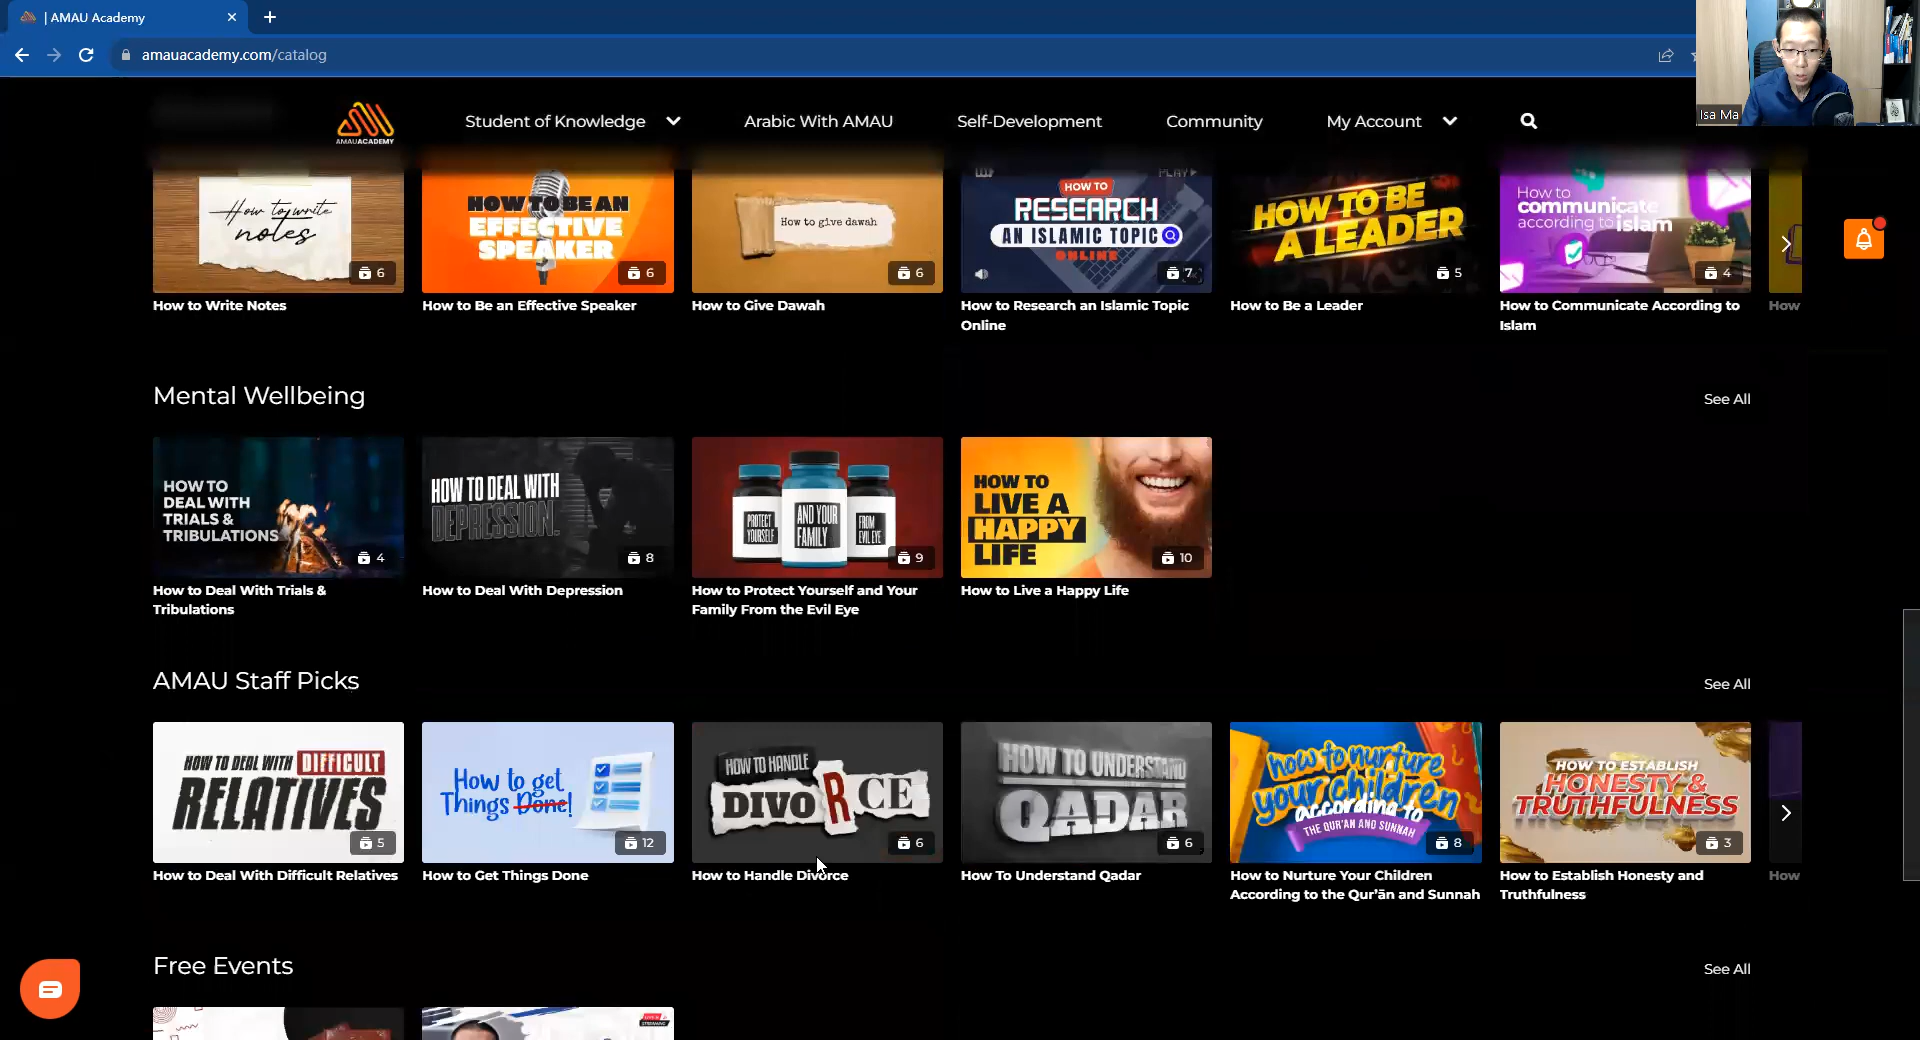 | AMAU Academy
amauacademy.com/catalog
Isa Ma
AMAUACADEMY
Student of Knowledge
Arabic With AMAU
Self-Development
Community
My Account
How to write
notes
6
HOW TO BE AN
EFFECTIVE
SPEAKER
6
How to give dawah
6
PLAY
HOW TO
RESEARCH
AN ISLAMIC TOPIC
ONLINE
7
HOW TO BE
A LEADER
5
How to
communicate
according to islam
4
How to Write Notes
How to Be an Effective Speaker
How to Give Dawah
How to Research an Islamic Topic
Online
How to Be a Leader
How to Communicate According to
Islam
How
Mental Wellbeing
See All
HOW TO
DEAL WITH
TRIALS &
TRIBULATIONS
4
HOW TO DEAL WITH
DEPRESSION.
8
PROTECT
YOURSELF
AND YOUR
FAMILY
FROM
EVIL EYE
9
HOW TO
LIVE A
HAPPY
LIFE
10
How to Deal With Trials &
Tribulations
How to Deal With Depression
How to Protect Yourself and Your
Family From the Evil Eye
How to Live a Happy Life
AMAU Staff Picks
See All
HOW TO DEAL WITH DIFFICULT
RELATIVES
5
How to get
Things Done!
12
HOW TO HANDLE
DIVORCE
6
HOW TO UNDERSTAND
QADAR
6
how to nurture
your children
according to
THE QUR'AN AND SUNNAH
8
HOW TO ESTABLISH
HONESTY &
TRUTHFULNESS
3
How to Deal With Difficult Relatives
How to Get Things Done
How to Handle Divorce
How To Understand Qadar
How to Nurture Your Children
According to the Qur'ān and Sunnah
How to Establish Honesty and
Truthfulness
How
Free Events
See All